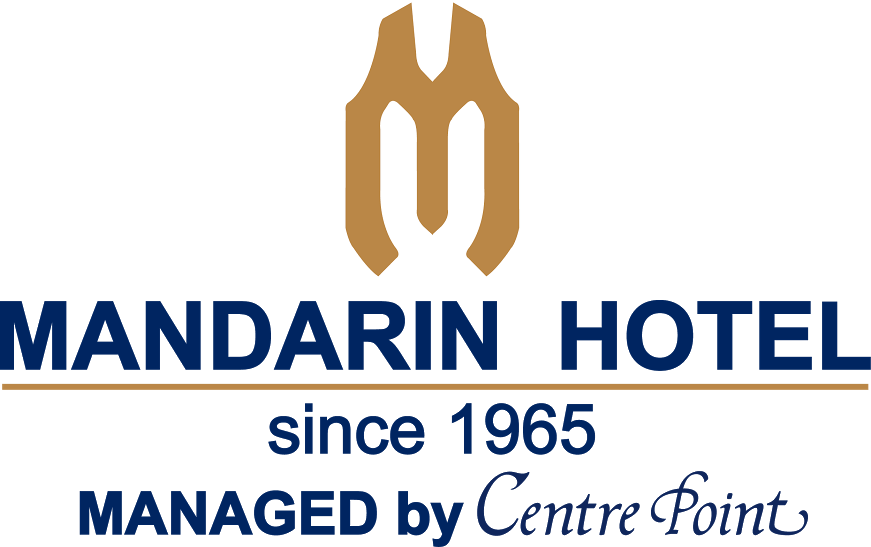 MANDARIN HOTEL
since 1965
MANAGED by Centre Point